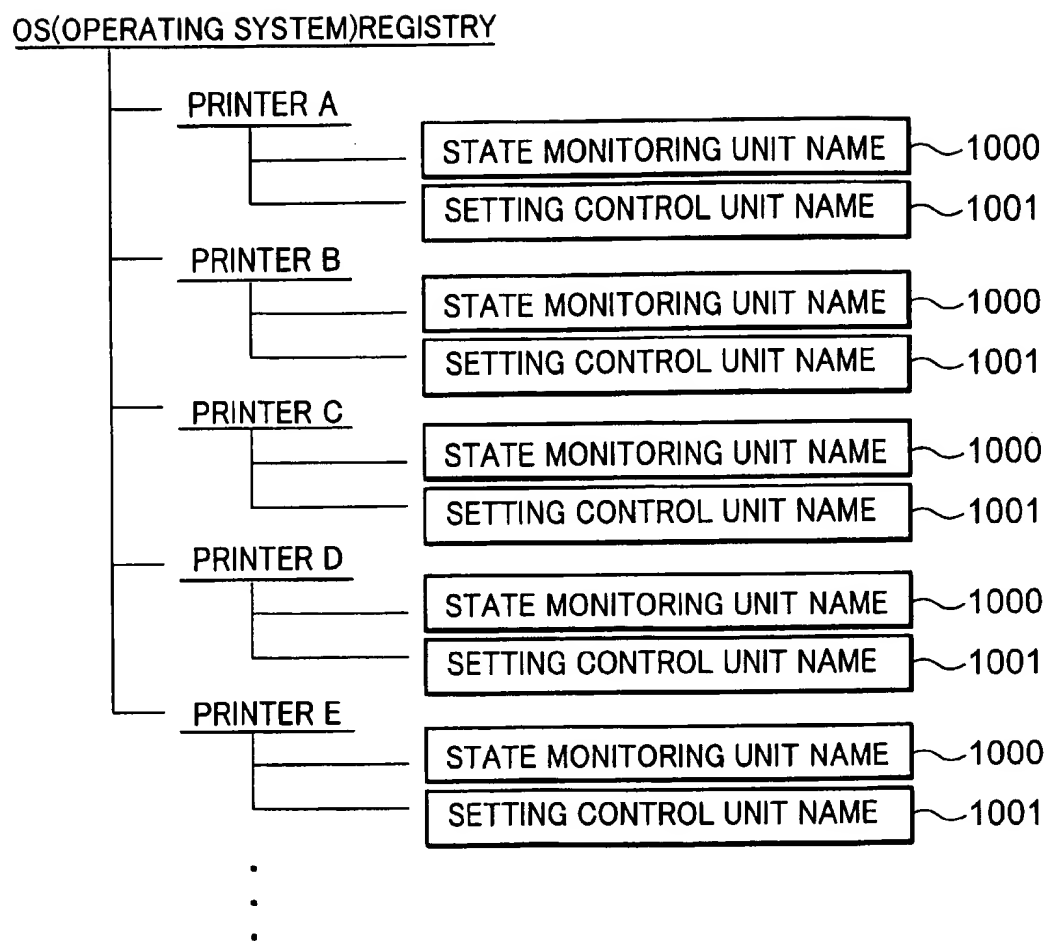 OS(OPERATING SYSTEM)REGISTRY
PRINTER A
STATE MONITORING UNIT NAME 1000
SETTING CONTROL UNIT NAME 1001
PRINTER B
STATE MONITORING UNIT NAME 1000
SETTING CONTROL UNIT NAME 1001
PRINTER C
STATE MONITORING UNIT NAME 1000
SETTING CONTROL UNIT NAME 1001
PRINTER D
STATE MONITORING UNIT NAME 1000
SETTING CONTROL UNIT NAME 1001
PRINTER E
STATE MONITORING UNIT NAME 1000
SETTING CONTROL UNIT NAME 1001